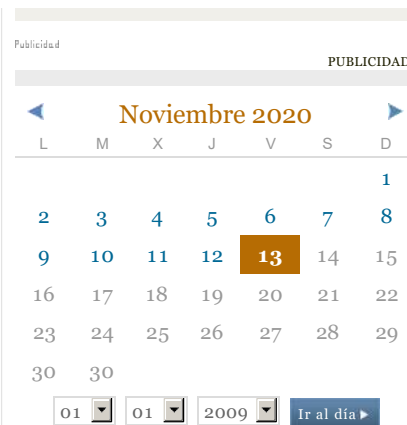 Publicidad
PUBLICIDAD
Noviembre 2020
L M X J V S D
1
2 3 4 5 6 7 8
9 10 11 12 13 14 15
16 17 18 19 20 21 22
23 24 25 26 27 28 29
30 30
01 01 2009 Ir al día